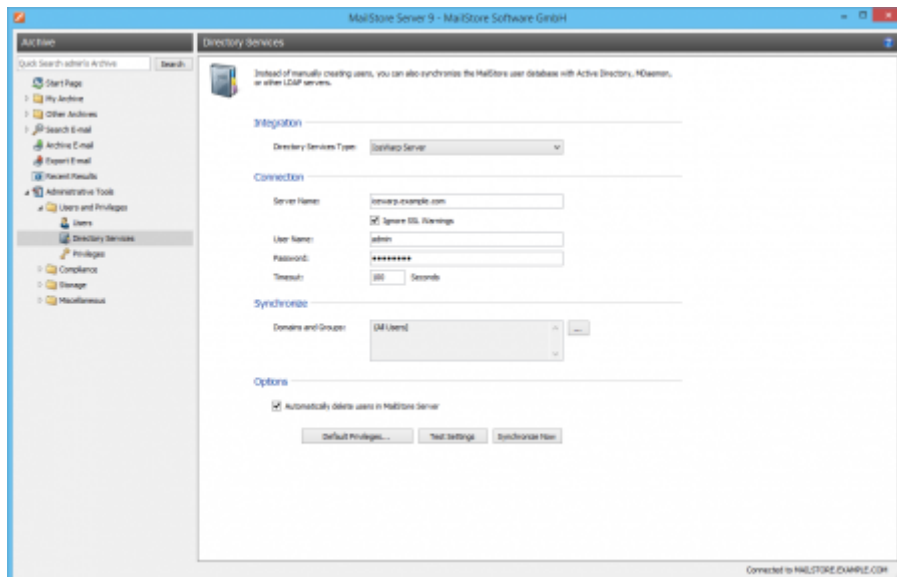 MailStore Server 9 - MailStore Software GmbH
Archive
Directory Services
Quick Search admin's Archive
Search
Start Page
My Archive
Other Archives
Search E-mail
Archive E-mail
Export E-mail
Recent Results
Administrative Tools
Users and Privileges
Users
Directory Services
Privileges
Compliance
Storage
Miscellaneous
Instead of manually creating users, you can also synchronize the MailStore user database with Active Directory, MDaemon,
or other LDAP servers.
Integration
Directory Services Type: IceWarp Server
Connection
Server Name: icewarp.example.com
Ignore SSL Warnings
User Name: admin
Password: ••••••••
Timeout: 100 Seconds
Synchronize
Domains and Groups: (All Users)
...
Options
Automatically delete users in MailStore Server
Default Privileges... Test Settings Synchronize Now
Connected to MAILSTORE.EXAMPLE.COM